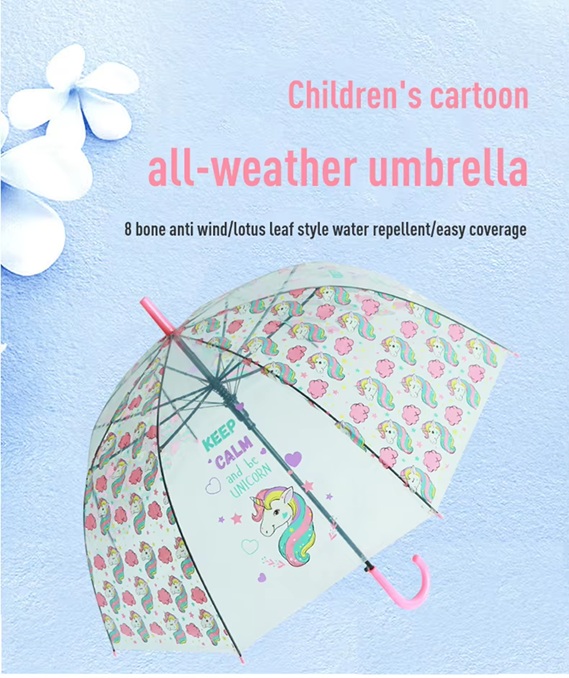 Children's cartoon
all-weather umbrella
8 bone anti wind/lotus leaf style water repellent/easy coverage
KEEP
CALM
and be
UNICORN